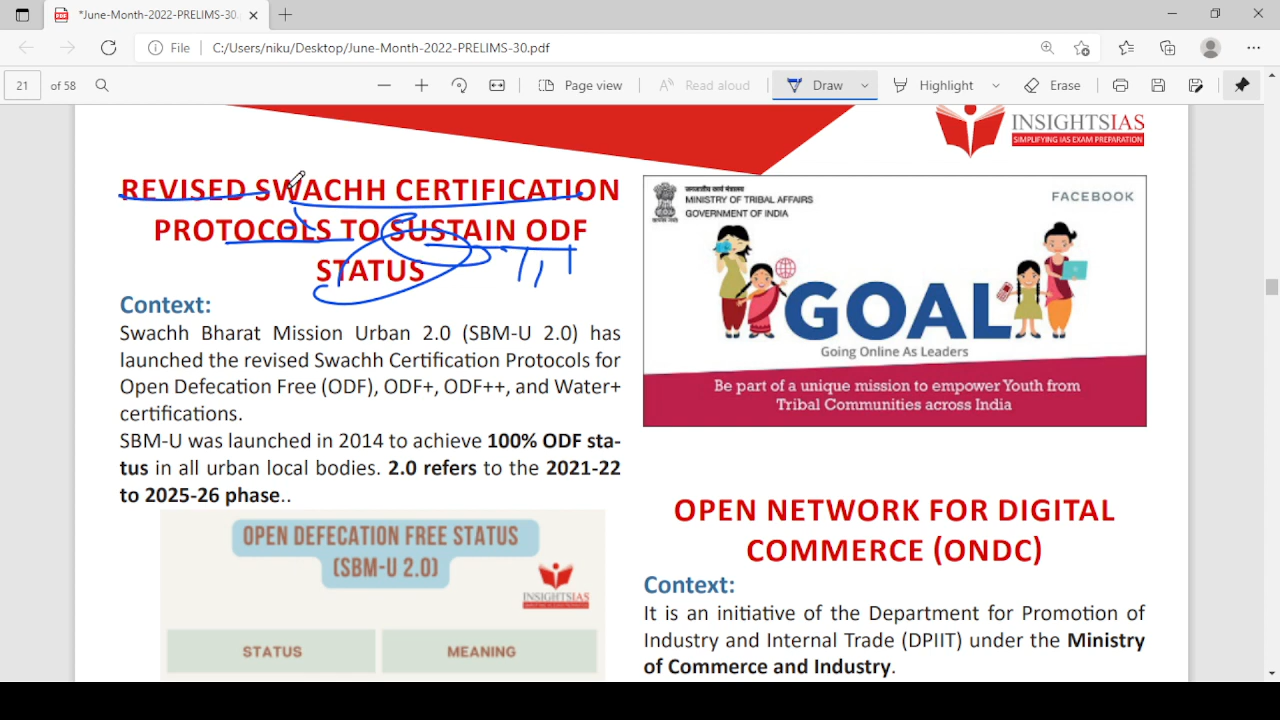 *June-Month-2022-PRELIMS-30.
File C:/Users/niku/Desktop/June-Month-2022-PRELIMS-30.pdf
21 of 58
Page view
Read aloud
Draw
Highlight
Erase
INSIGHTSIAS
SIMPLIFYING IAS EXAM PREPARATION
REVISED SWACHH CERTIFICATION
PROTOCOLS TO SUSTAIN ODF
STATUS
Context:
Swachh Bharat Mission Urban 2.0 (SBM-U 2.0) has
launched the revised Swachh Certification Protocols for
Open Defecation Free (ODF), ODF+, ODF++, and Water+
certifications.
SBM-U was launched in 2014 to achieve 100% ODF sta-
tus in all urban local bodies. 2.0 refers to the 2021-22
to 2025-26 phase..
OPEN DEFECATION FREE STATUS
(SBM-U 2.0)
INSIGHTSIAS
STATUS MEANING
जनजातीय कार्य मंत्रालय
MINISTRY OF TRIBAL AFFAIRS
GOVERNMENT OF INDIA
FACEBOOK
GOAL
Going Online As Leaders
Be part of a unique mission to empower Youth from
Tribal Communities across India
OPEN NETWORK FOR DIGITAL
COMMERCE (ONDC)
Context:
It is an initiative of the Department for Promotion of
Industry and Internal Trade (DPIIT) under the Ministry
of Commerce and Industry.